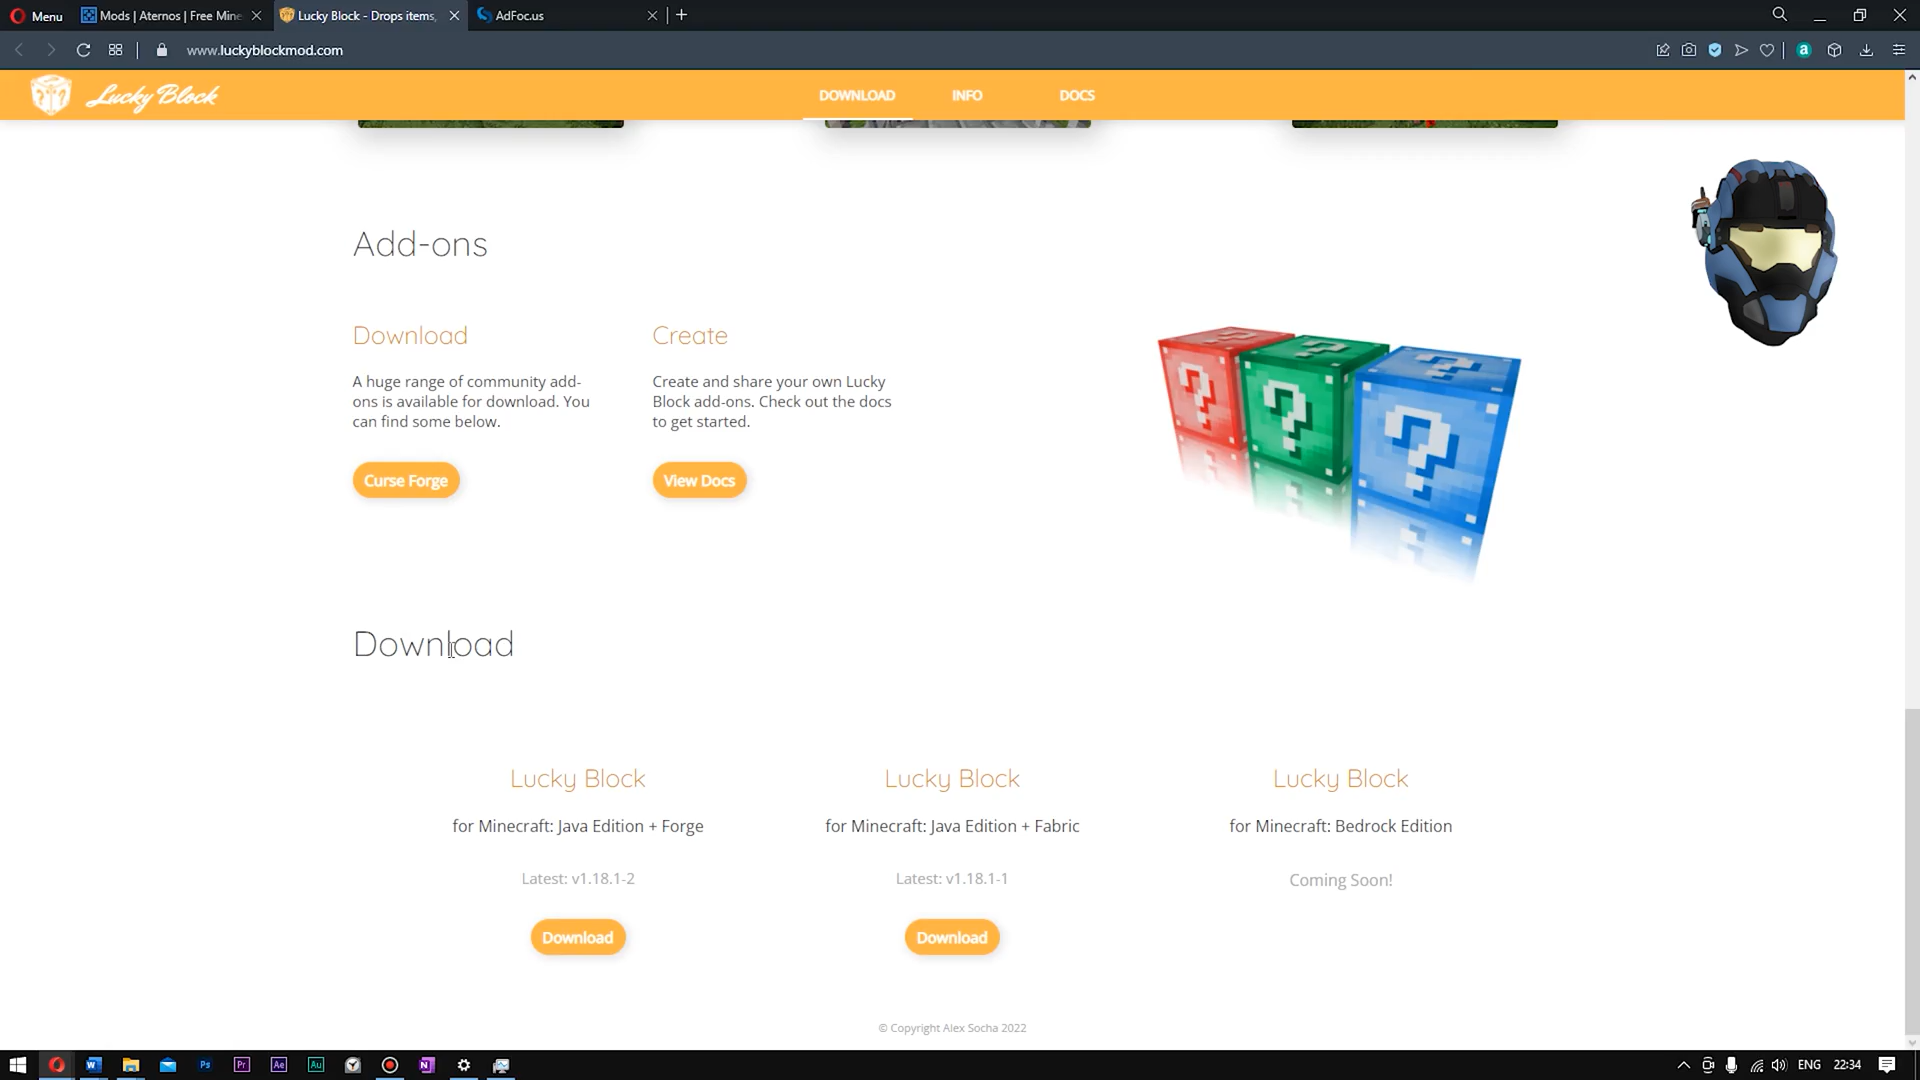 Menu
Mods | Aternos | Free Mine
Lucky Block - Drops items,
AdFoc.us
www.luckyblockmod.com
a
Lucky Block
DOWNLOAD
INFO
DOCS
Add-ons
Download
Create
A huge range of community add-
ons is available for download. You
can find some below.
Create and share your own Lucky
Block add-ons. Check out the docs
to get started.
Curse Forge
View Docs
? ? ?
Download
Lucky Block
Lucky Block
Lucky Block
for Minecraft: Java Edition + Forge
for Minecraft: Java Edition + Fabric
for Minecraft: Bedrock Edition
Latest: v1.18.1-2
Latest: v1.18.1-1
Coming Soon!
Download
Download
© Copyright Alex Socha 2022
W
Ps
Pr
Ae
Au
N
ENG
22:34